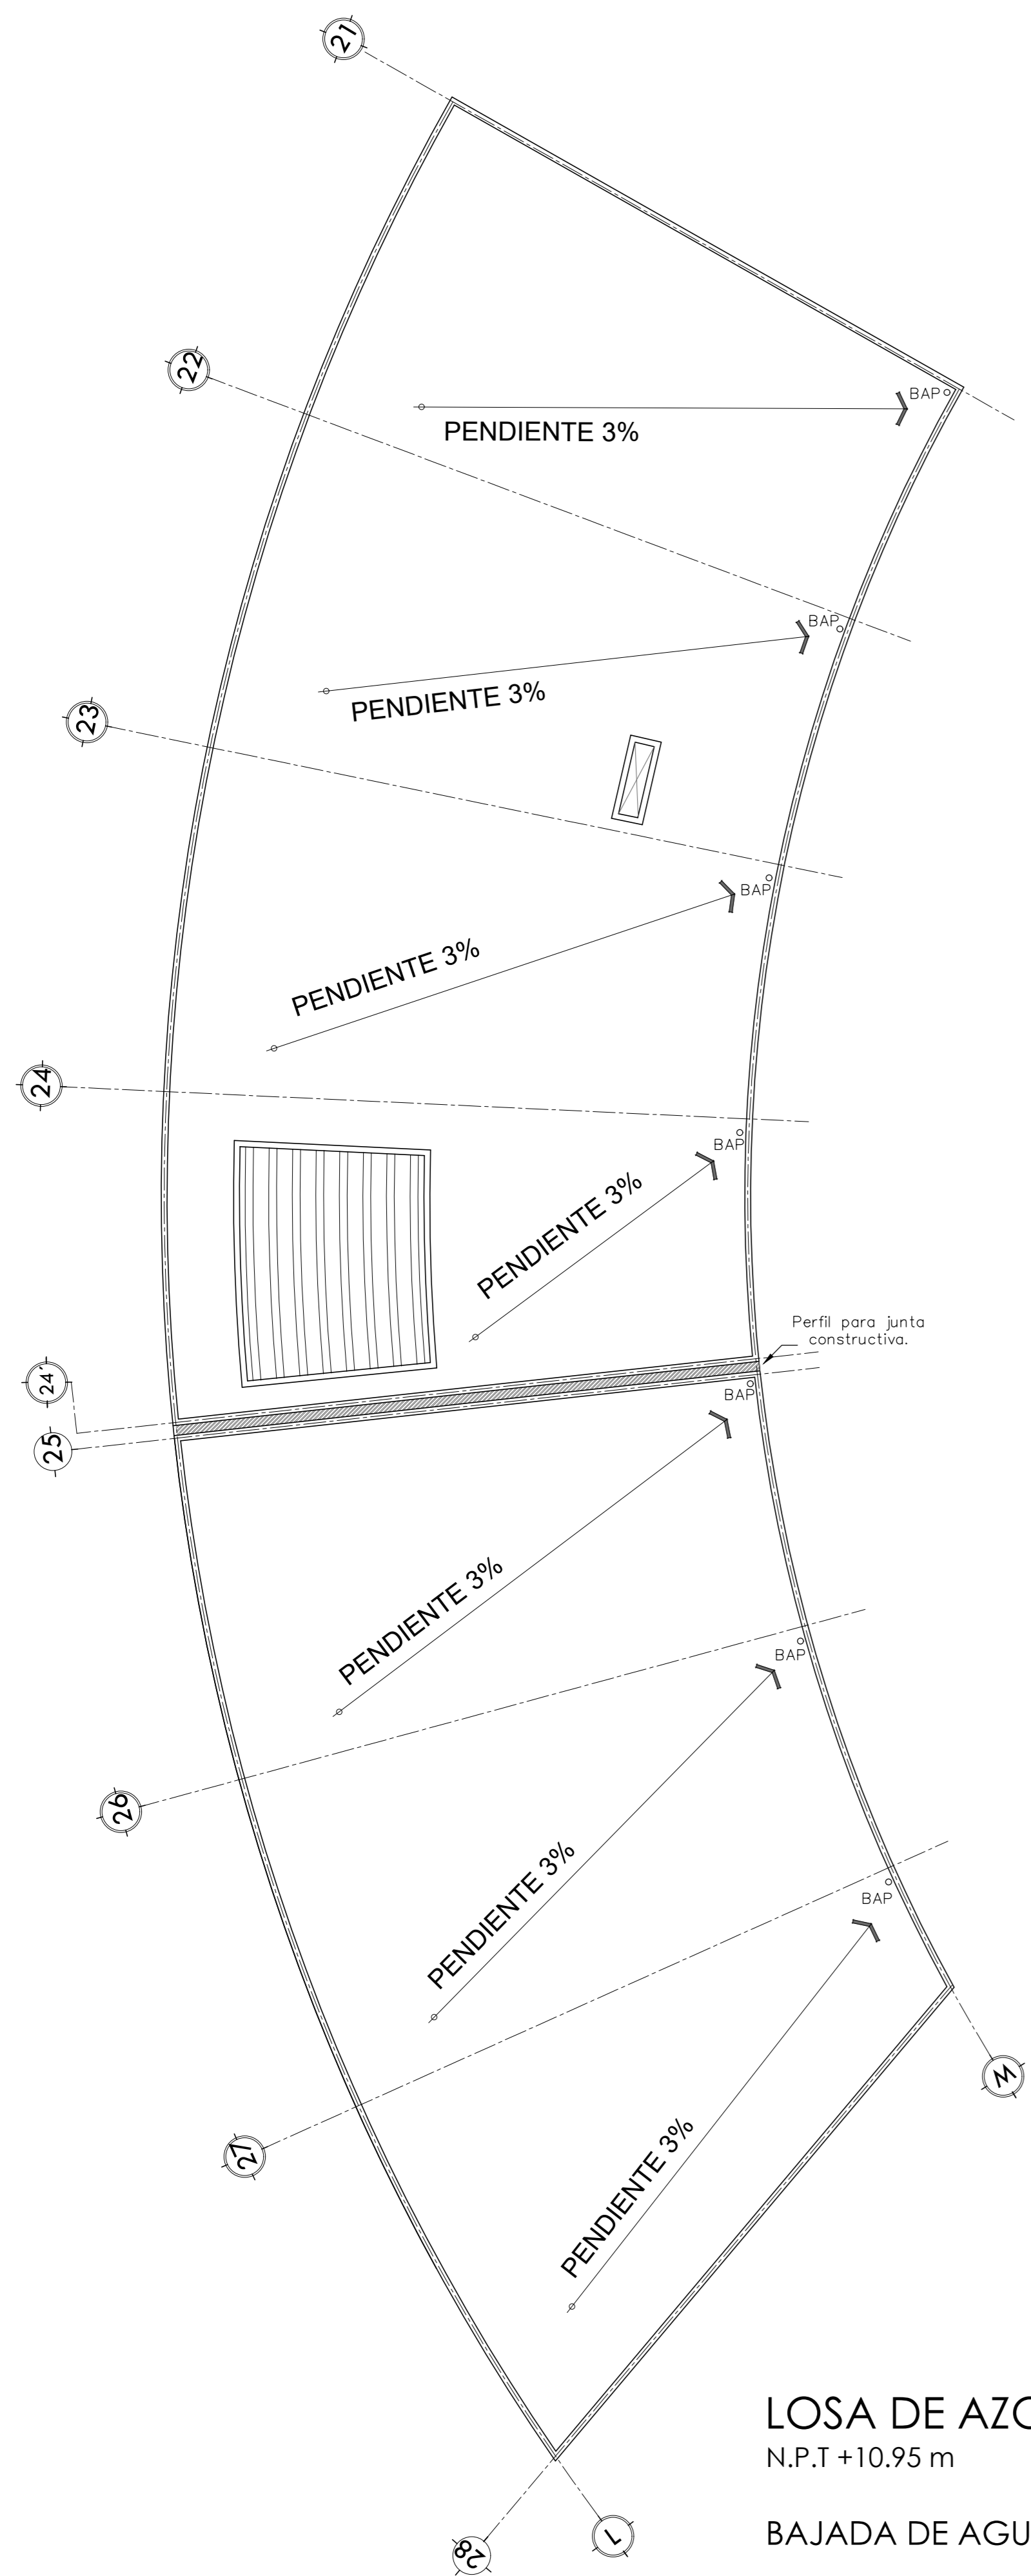 21
22
BAP
PENDIENTE 3%
BAP
PENDIENTE 3%
23
BAP
PENDIENTE 3%
24
BAP
PENDIENTE 3%
Perfil para junta
constructiva.
24'
BAP
25
PENDIENTE 3%
BAP
26
PENDIENTE 3%
BAP
M
27
PENDIENTE 3%
LOSA DE
N.P.T +10.95 m
BAJADA DE
L
28